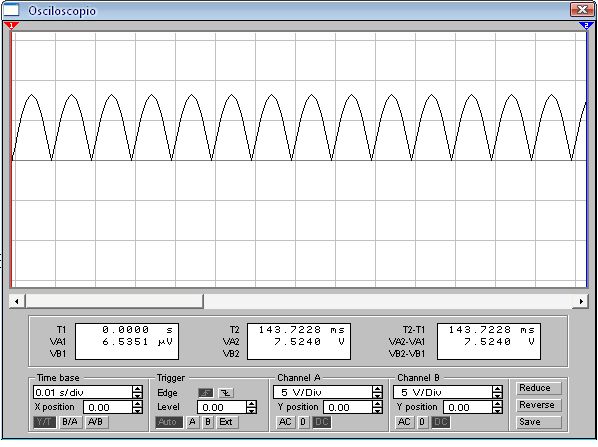 Osciloscopio
1 2
T1 0.0000 s
VA1 6.5351 µV
VB1
T2 143.7228 ms
VA2 7.5240 V
VB2
T2-T1 143.7228 ms
VA2-VA1 7.5240 V
VB2-VB1
Time base
0.01 s/div
X position 0.00
Y/T B/A A/B
Trigger
Edge
Level 0.00
Auto A B Ext
Channel A
5 V/Div
Y position 0.00
AC 0 DC
Channel B
5 V/Div
Y position 0.00
AC 0 DC
Reduce
Reverse
Save